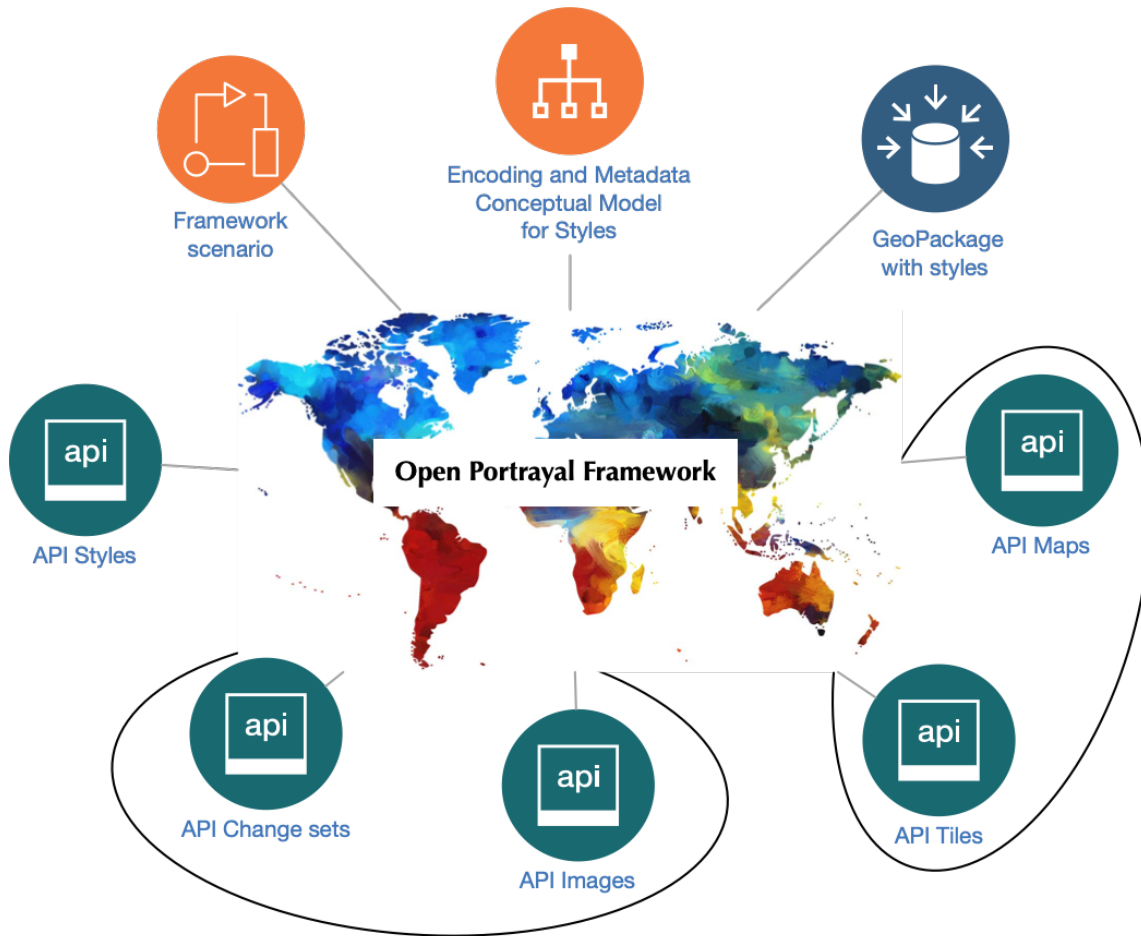 Encoding and Metadata
Conceptual Model
for Styles
Framework
scenario
GeoPackage
with styles
api
API Styles
Open Portrayal Framework
api
API Maps
api
API Change sets
api
API Images
api
API Tiles